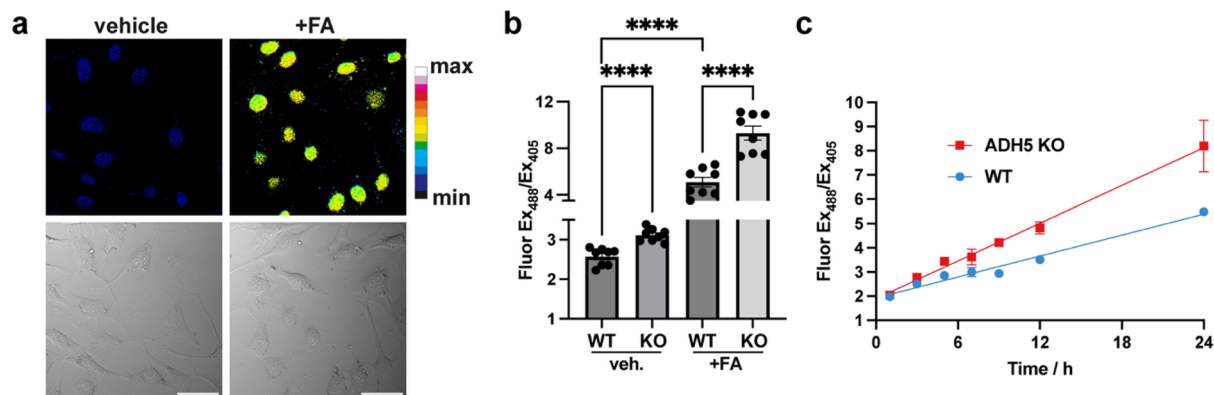 a
vehicle
+FA
max
min
b
****
****
****
Fluor Ex488/Ex405
12
8
4
3
2
1
WT
KO
WT
KO
veh.
+FA
c
Fluor Ex488/Ex405
10
9
8
7
6
5
4
3
2
1
ADH5 KO
WT
0
6
12
18
24
Time / h